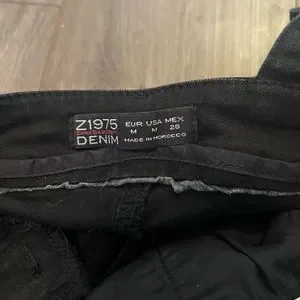 Z1975
DENIM
EUR USA MEX
M M 28
MADE IN MOROCCO